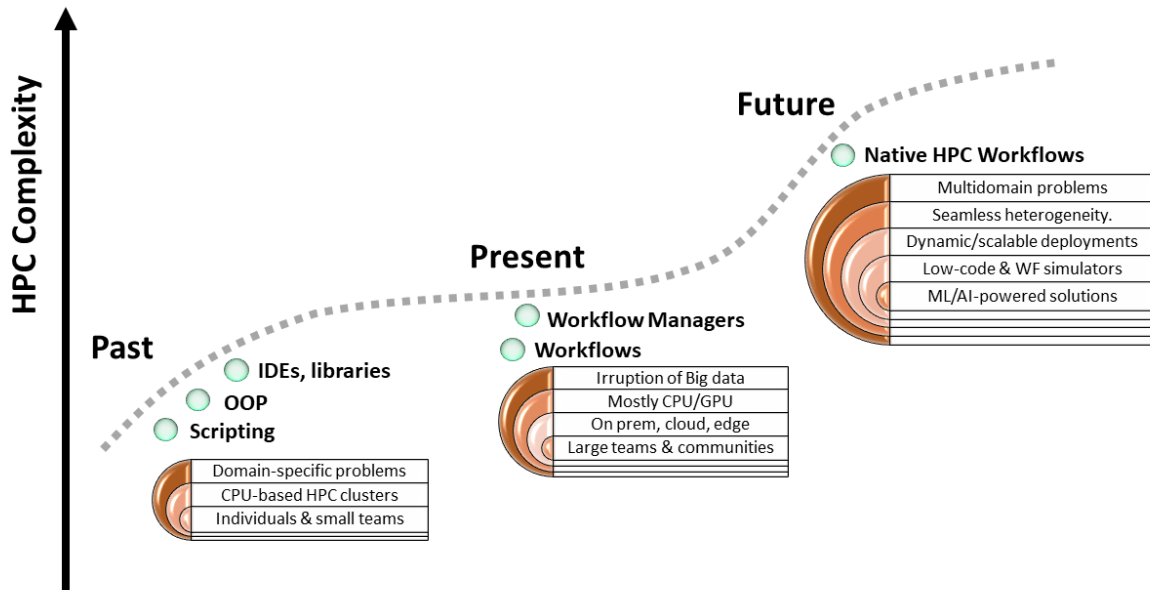 HPC Complexity
Past
IDEs, libraries
OOP
Scripting
Domain-specific problems
CPU-based HPC clusters
Individuals & small teams
Present
Workflow Managers
Workflows
Irruption of Big data
Mostly CPU/GPU
On prem, cloud, edge
Large teams & communities
Future
Native HPC Workflows
Multidomain problems
Seamless heterogeneity.
Dynamic/scalable deployments
Low-code & WF simulators
ML/AI-powered solutions